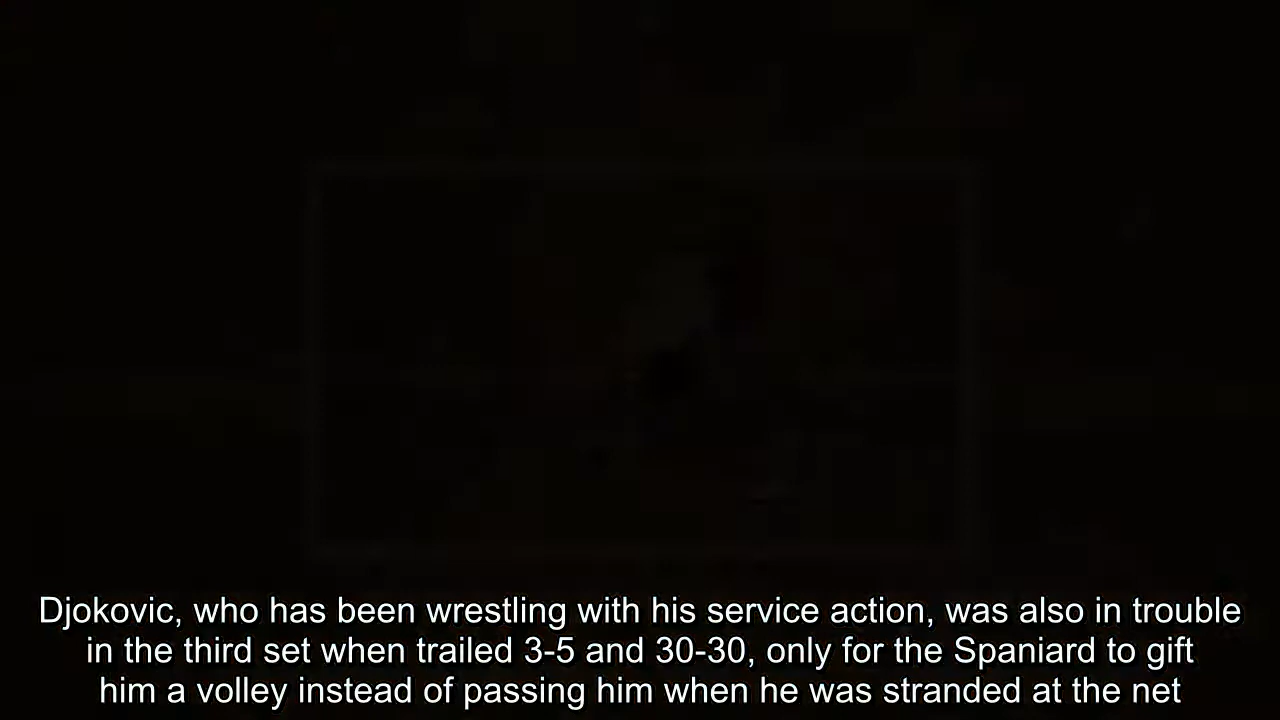 Djokovic, who has been wrestling with his service action, was also in trouble
in the third set when trailed 3-5 and 30-30, only for the Spaniard to gift
him a volley instead of passing him when he was stranded at the net